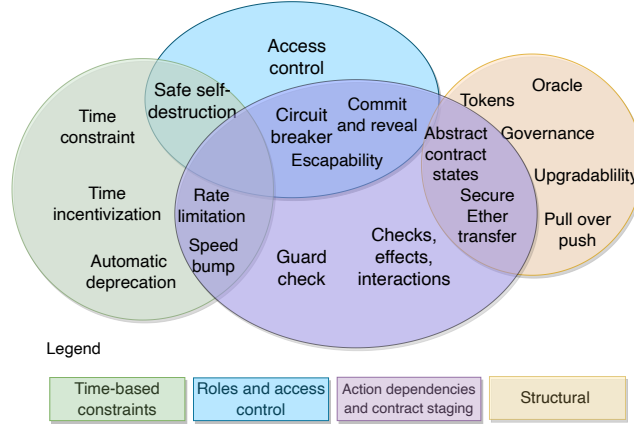 Access
control
Safe self-
destruction
Time
constraint
Circuit
breaker
Commit
and reveal
Escapability
Oracle
Tokens
Governance
Abstract
contract
states
Upgradablility
Time
incentivization
Rate
limitation
Secure
Ether
transfer
Pull over
push
Speed
bump
Automatic
deprecation
Guard
check
Checks,
effects,
interactions
Legend
Time-based
constraints
Roles and access
control
Action dependencies
and contract staging
Structural